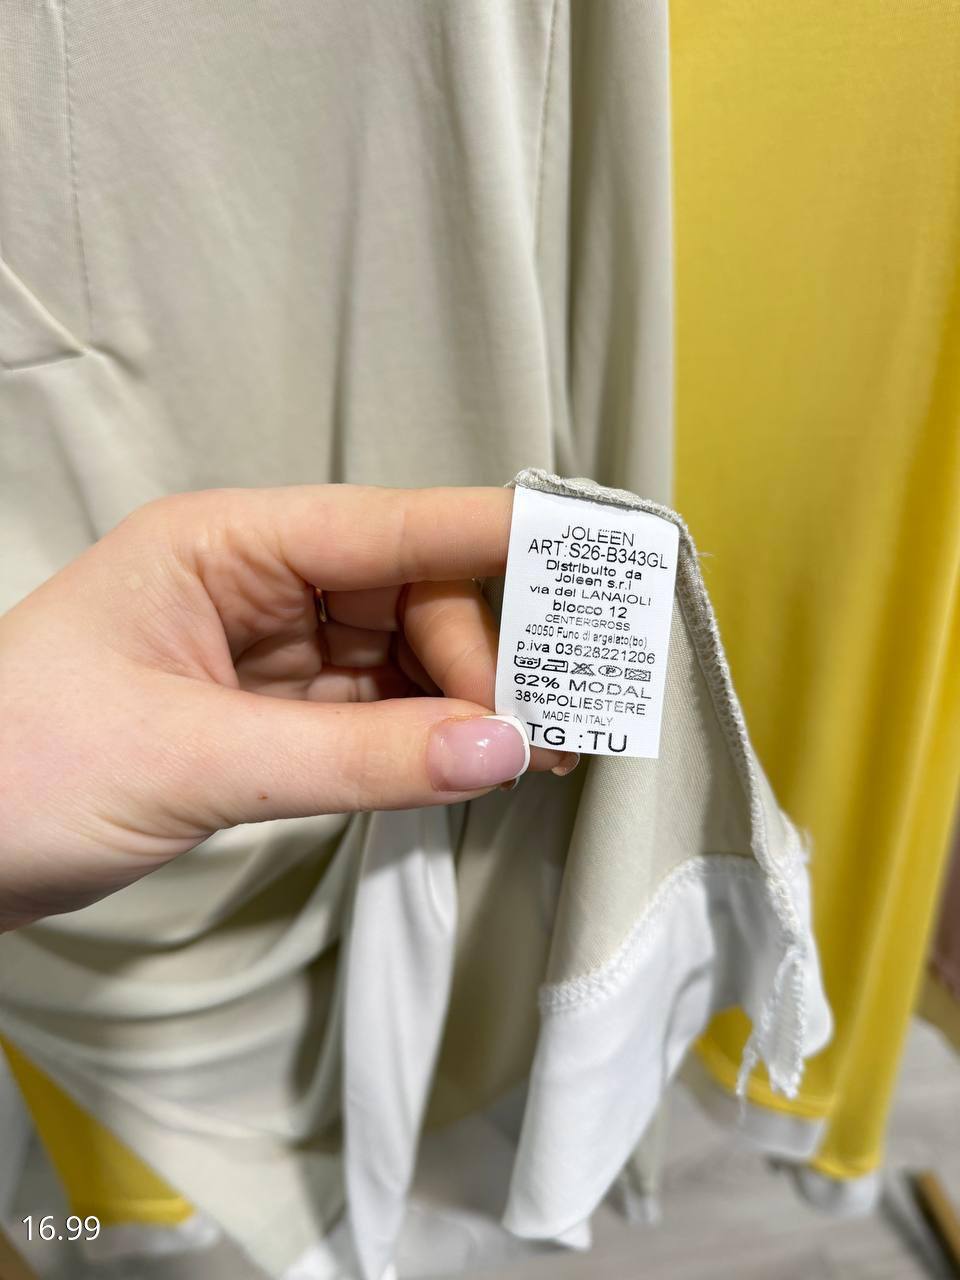 JOLEEN
ART:S26-B343GL
Distribuito da
Joleen s.r.l
via dei LANAIOLI
blocco 12
CENTERGROSS
40050 Funo di argelato(bo)
p.iva 03628221206
62% MODAL
38%POLIESTERE
MADE IN ITALY
TG :TU
16.99